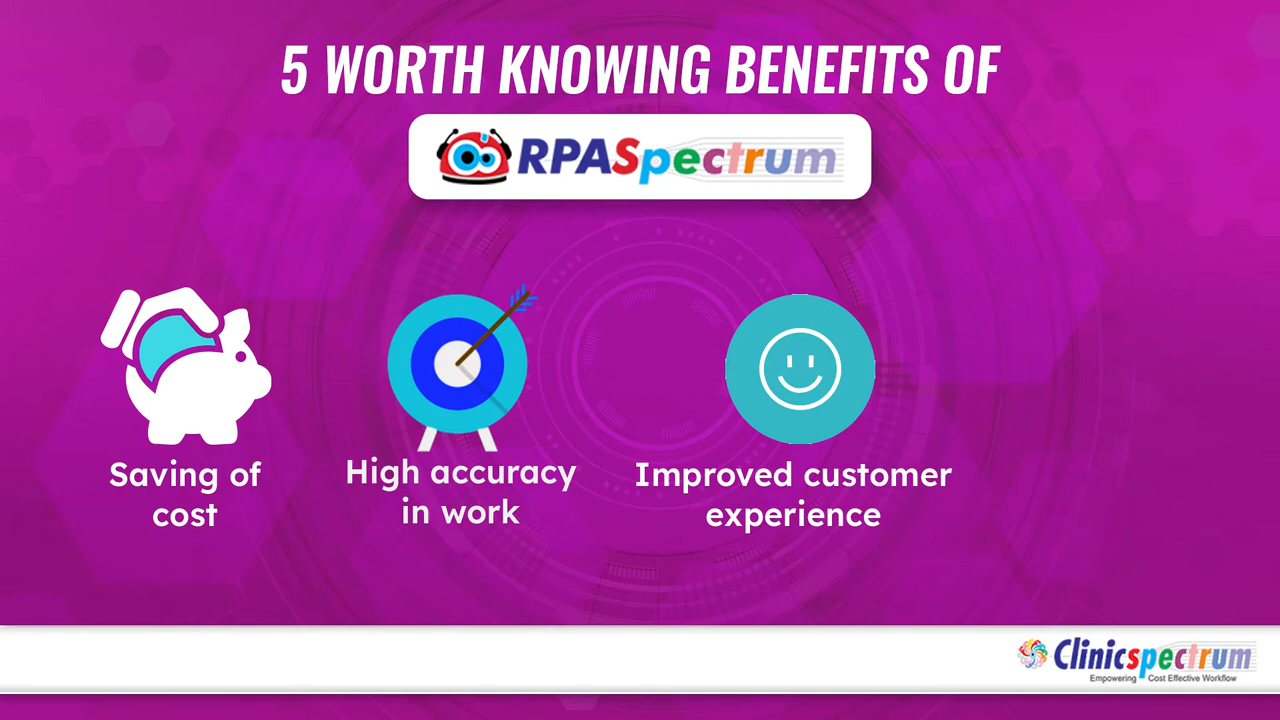 5 WORTH KNOWING BENEFITS OF
RPASpectrum
Saving of
cost
High accuracy
in work
Improved customer
experience
Clinicspectrum
Empowering Cost Effective Workflow